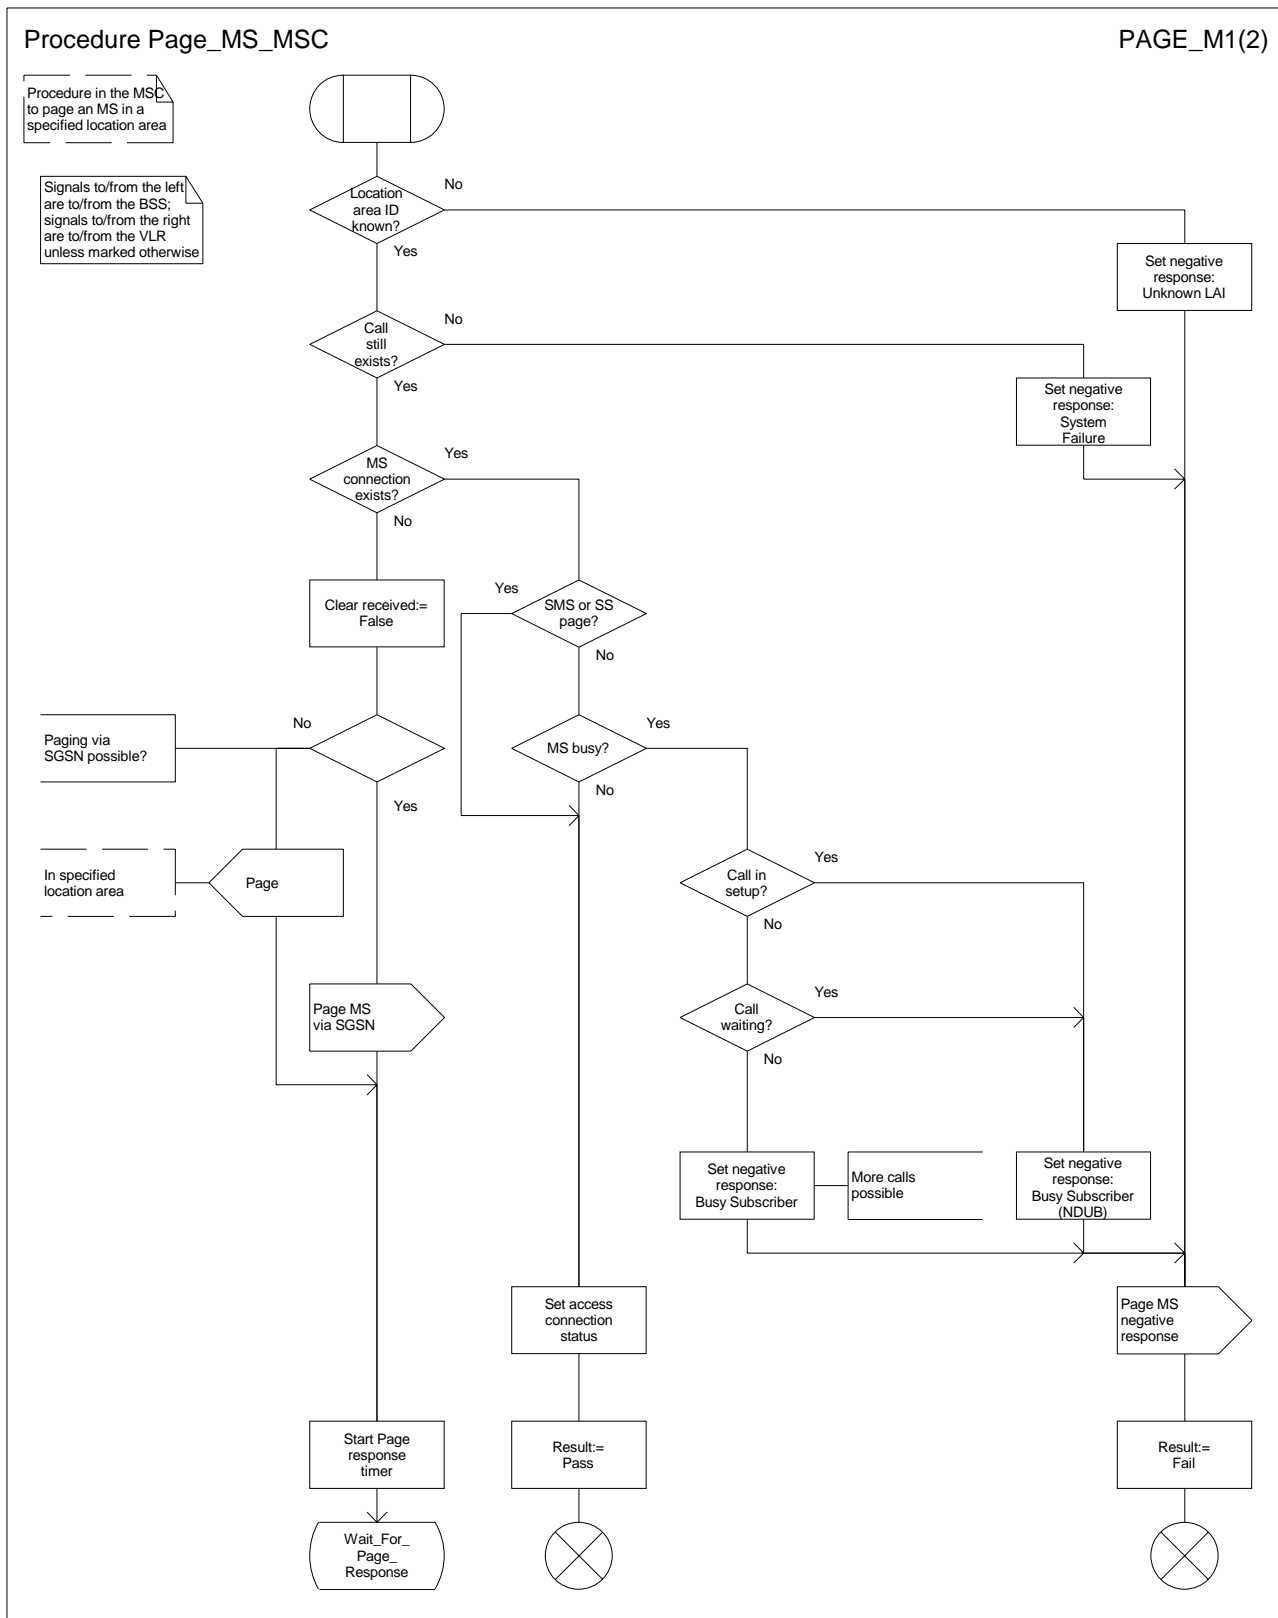 Procedure Page_MS_MSC
PAGE_M1(2)
Procedure in the MSC
to page an MS in a
specified location area
Signals to/from the left
are to/from the BSS;
signals to/from the right
are to/from the VLR
unless marked otherwise
Location
area ID
known?
No
Yes
Set negative
response:
Unknown LAI
Call
still
exists?
No
Yes
Set negative
response:
System
Failure
MS
connection
exists?
Yes
No
Clear received:=
False
Yes
SMS or SS
page?
No
Paging via
SGSN possible?
No
Yes
MS busy?
Yes
No
In specified
location area
Page
Call in
setup?
Yes
No
Page MS
via SGSN
Call
waiting?
Yes
No
Set negative
response:
Busy Subscriber
More calls
possible
Set negative
response:
Busy Subscriber
(NDUB)
Set access
connection
status
Page MS
negative
response
Start Page
response
timer
Result:=
Pass
Result:=
Fail
Wait_For_
Page_
Response